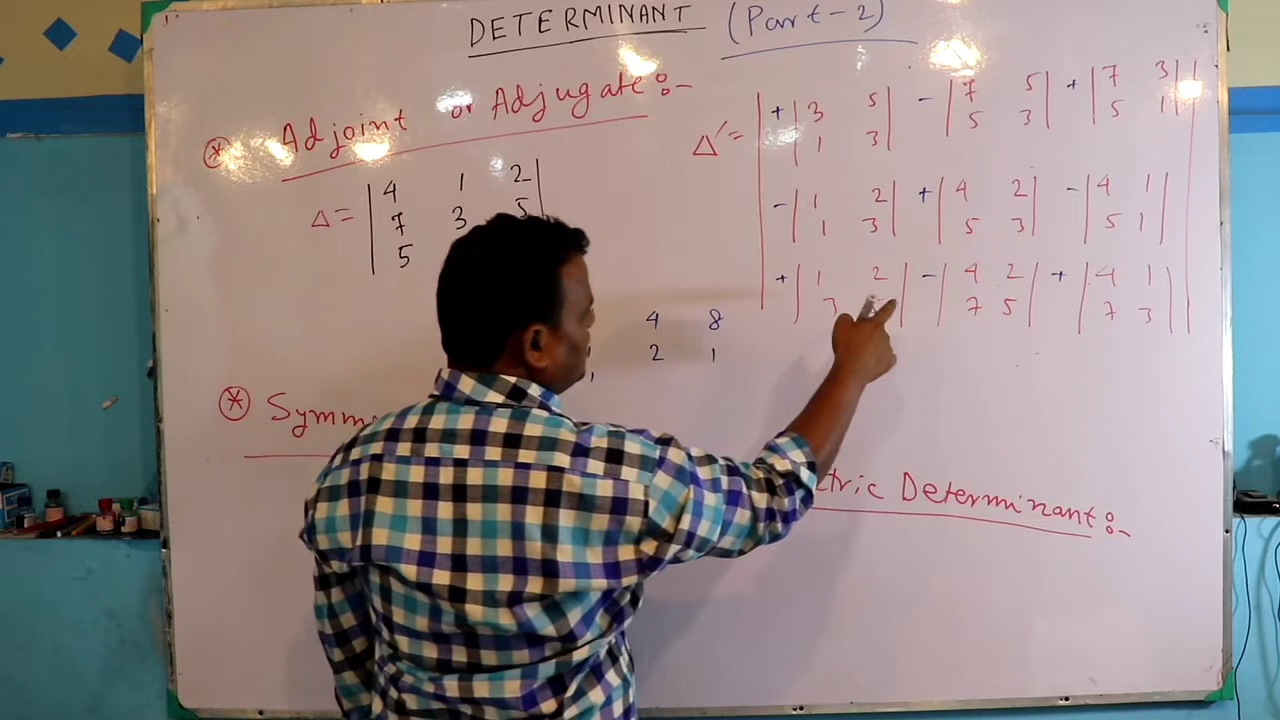 DETERMINANT (Part-2)
* Adjoint or Adjugate :-
Δ = | 4 1 2 |
7 3 5
5
4 8
2 1
Δ' = | + | 3 5 | - | 7 5 | + | 7 3 | |
| 1 3 | | 5 3 | | 5 1 |
- | 1 2 | + | 4 2 | - | 4 1 |
| 1 3 | | 5 3 | | 5 1 |
+ | 1 2 | - | 4 2 | + | 4 1 |
| 3 | | 7 5 | | 7 3 |
* Symm
tric Determinant :-